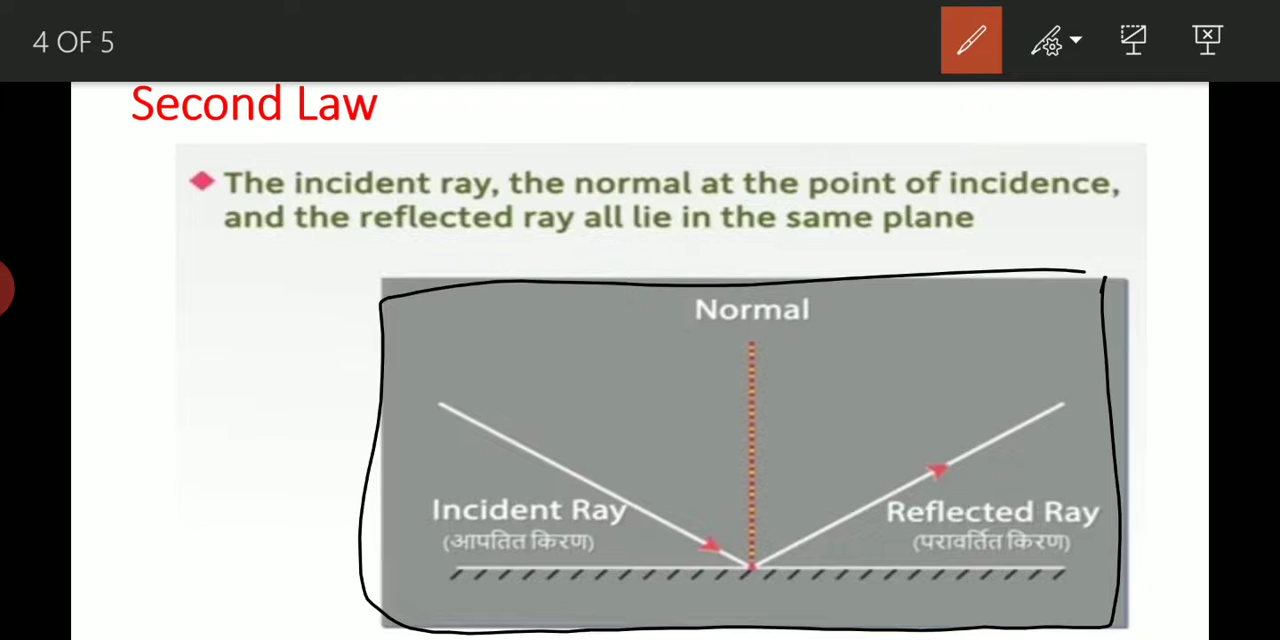 4 OF 5
Second Law
The incident ray, the normal at the point of incidence,
and the reflected ray all lie in the same plane
Normal
Incident Ray
(आपतित किरण)
Reflected Ray
(परावर्तित किरण)